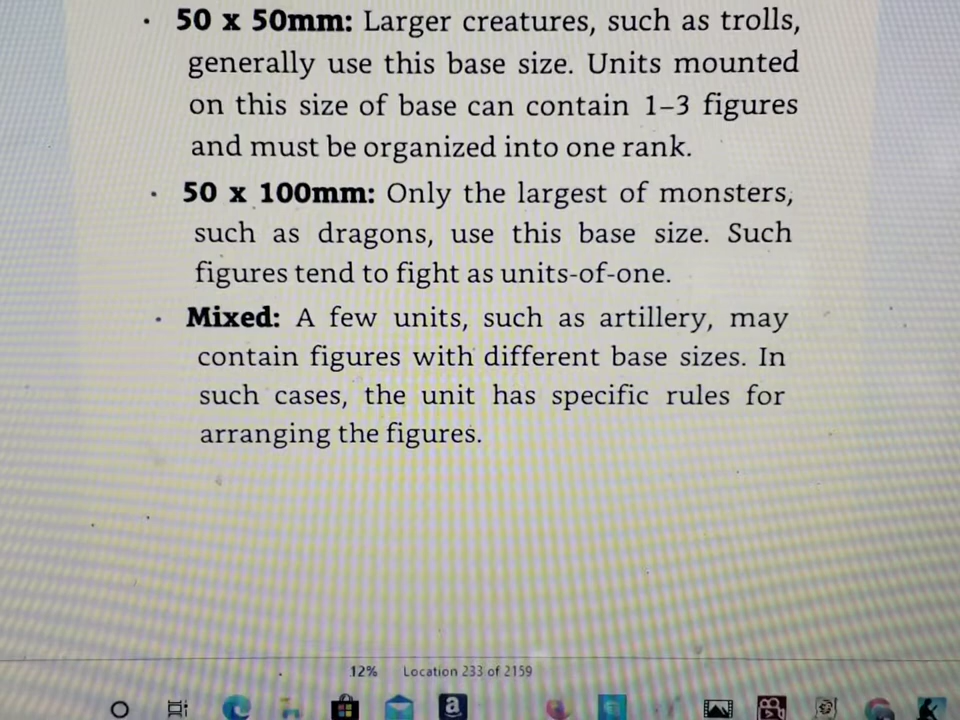 • 50 x 50mm: Larger creatures, such as trolls,
generally use this base size. Units mounted
on this size of base can contain 1–3 figures
and must be organized into one rank.
• 50 x 100mm: Only the largest of monsters,
such as dragons, use this base size. Such
figures tend to fight as units-of-one.
• Mixed: A few units, such as artillery, may
contain figures with different base sizes. In
such cases, the unit has specific rules for
arranging the figures.
12% Location 233 of 2159
a